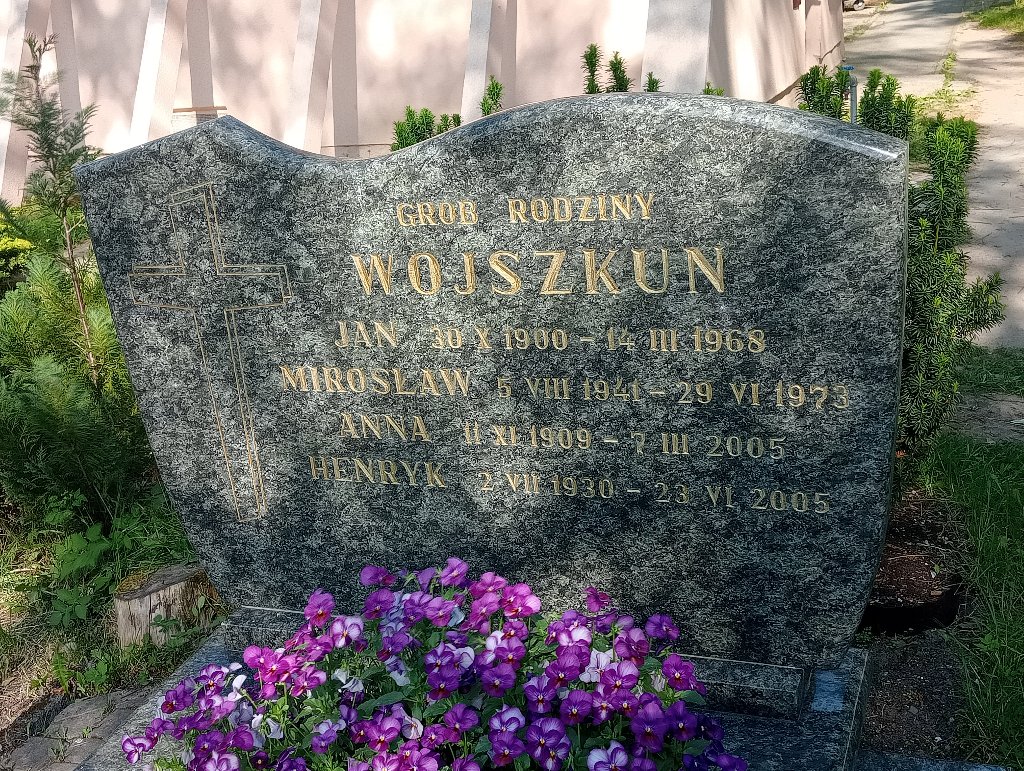 GROB RODZINY
WOJSZKUN
JAN 30 X 1900 - 14 III 1968
MIROSŁAW 5 VIII 1941 - 29 VI 1973
ANNA 11 XI 1909 - 7 III 2005
HENRYK 2 VII 1930 - 23 VI 2005